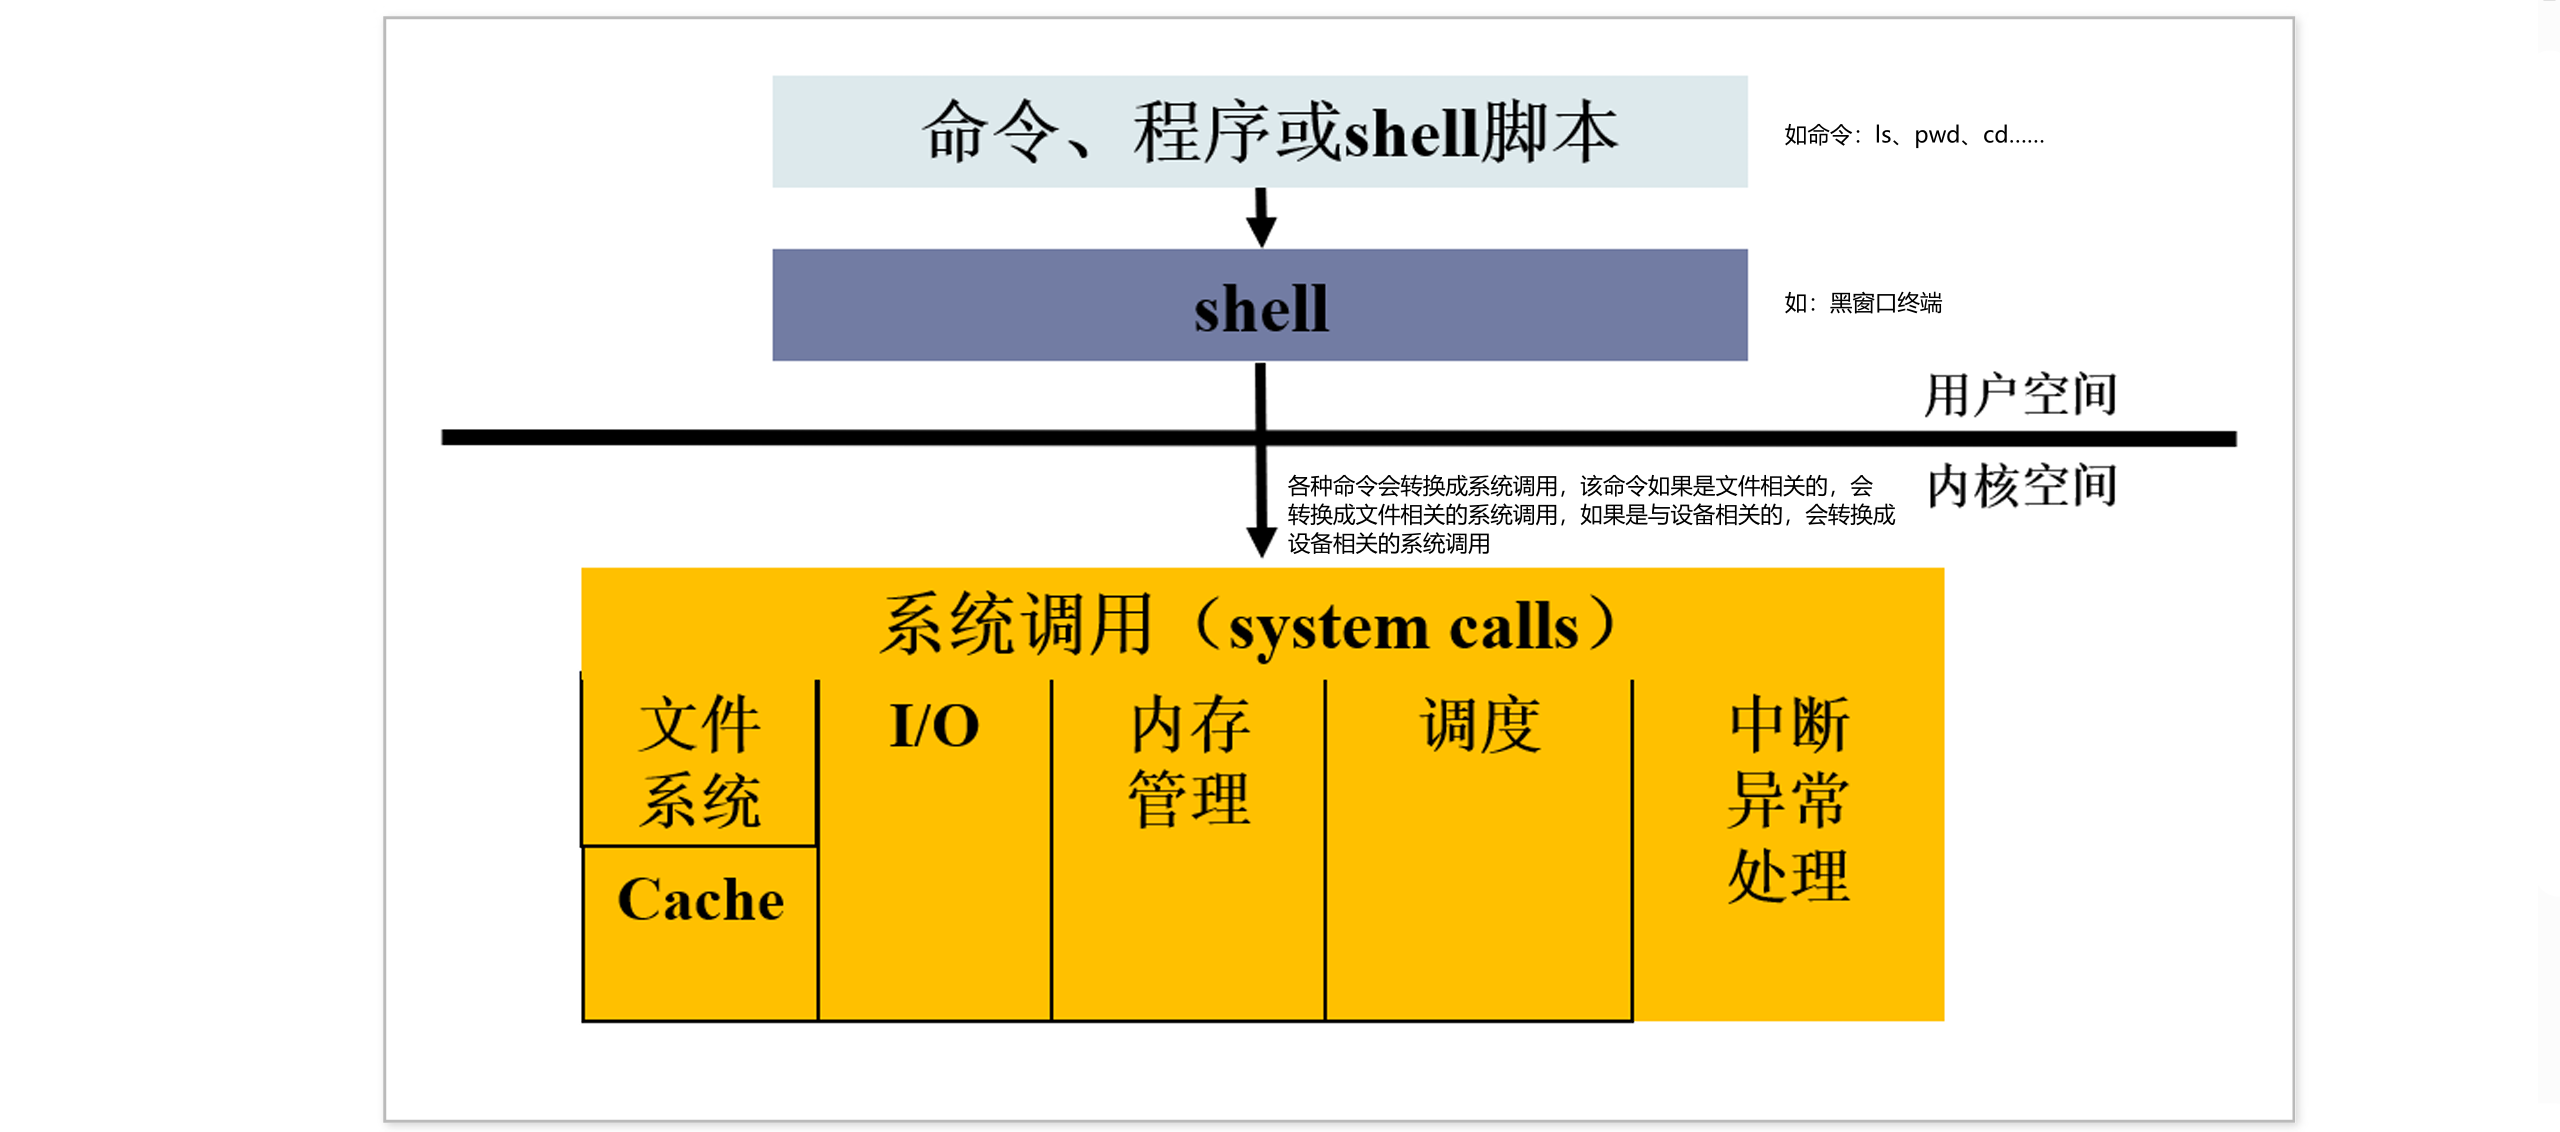 命令、程序或shell脚本
如命令：ls、pwd、cd......
shell
如：黑窗口终端
用户空间
内核空间
各种命令会转换成系统调用，该命令如果是文件相关的，会
转换成文件相关的系统调用，如果是与设备相关的，会转换成
设备相关的系统调用
系统调用（system calls）
文件
系统
Cache
I/O
内存
管理
调度
中断
异常
处理